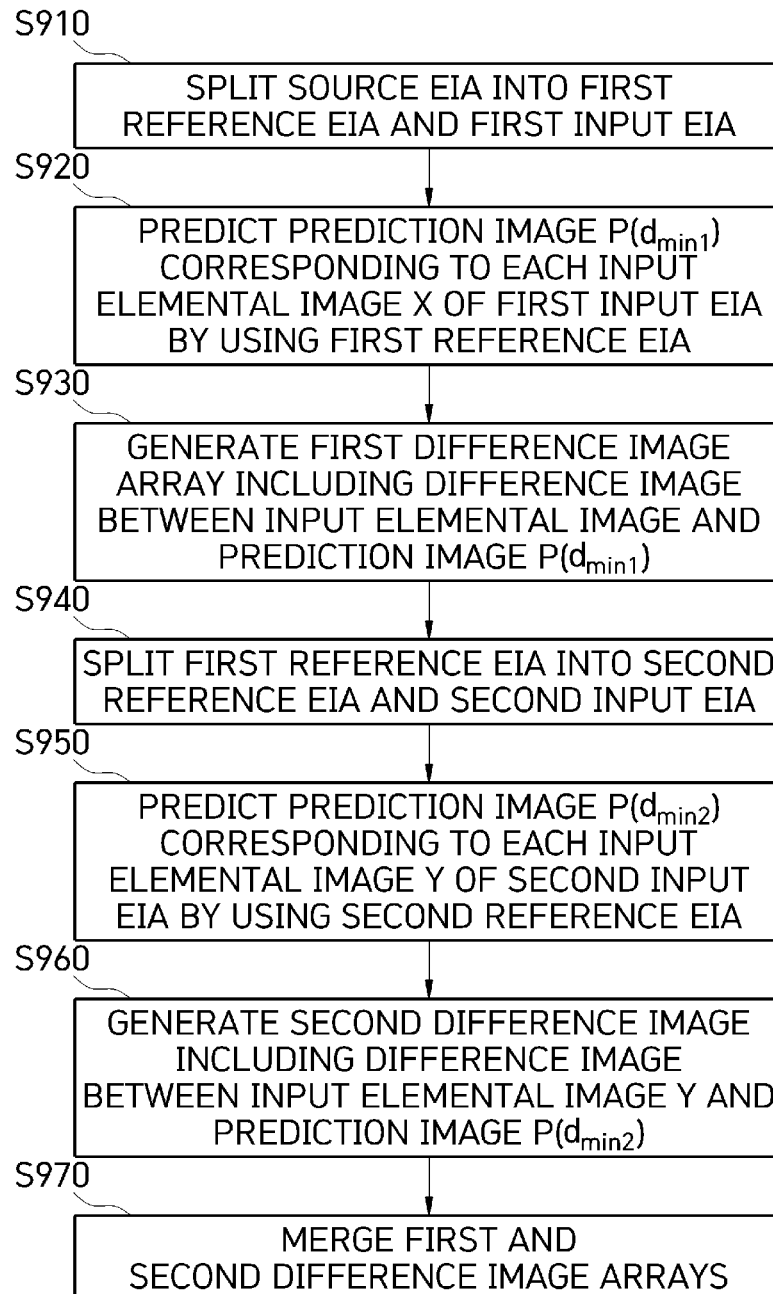 S910
SPLIT SOURCE EIA INTO FIRST
REFERENCE EIA AND FIRST INPUT EIA
S920
PREDICT PREDICTION IMAGE P(dmin1)
CORRESPONDING TO EACH INPUT
ELEMENTAL IMAGE X OF FIRST INPUT EIA
BY USING FIRST REFERENCE EIA
S930
GENERATE FIRST DIFFERENCE IMAGE
ARRAY INCLUDING DIFFERENCE IMAGE
BETWEEN INPUT ELEMENTAL IMAGE AND
PREDICTION IMAGE P(dmin1)
S940
SPLIT FIRST REFERENCE EIA INTO SECOND
REFERENCE EIA AND SECOND INPUT EIA
S950
PREDICT PREDICTION IMAGE P(dmin2)
CORRESPONDING TO EACH INPUT
ELEMENTAL IMAGE Y OF SECOND INPUT
EIA BY USING SECOND REFERENCE EIA
S960
GENERATE SECOND DIFFERENCE IMAGE
INCLUDING DIFFERENCE IMAGE
BETWEEN INPUT ELEMENTAL IMAGE Y AND
PREDICTION IMAGE P(dmin2)
S970
MERGE FIRST AND
SECOND DIFFERENCE IMAGE ARRAYS